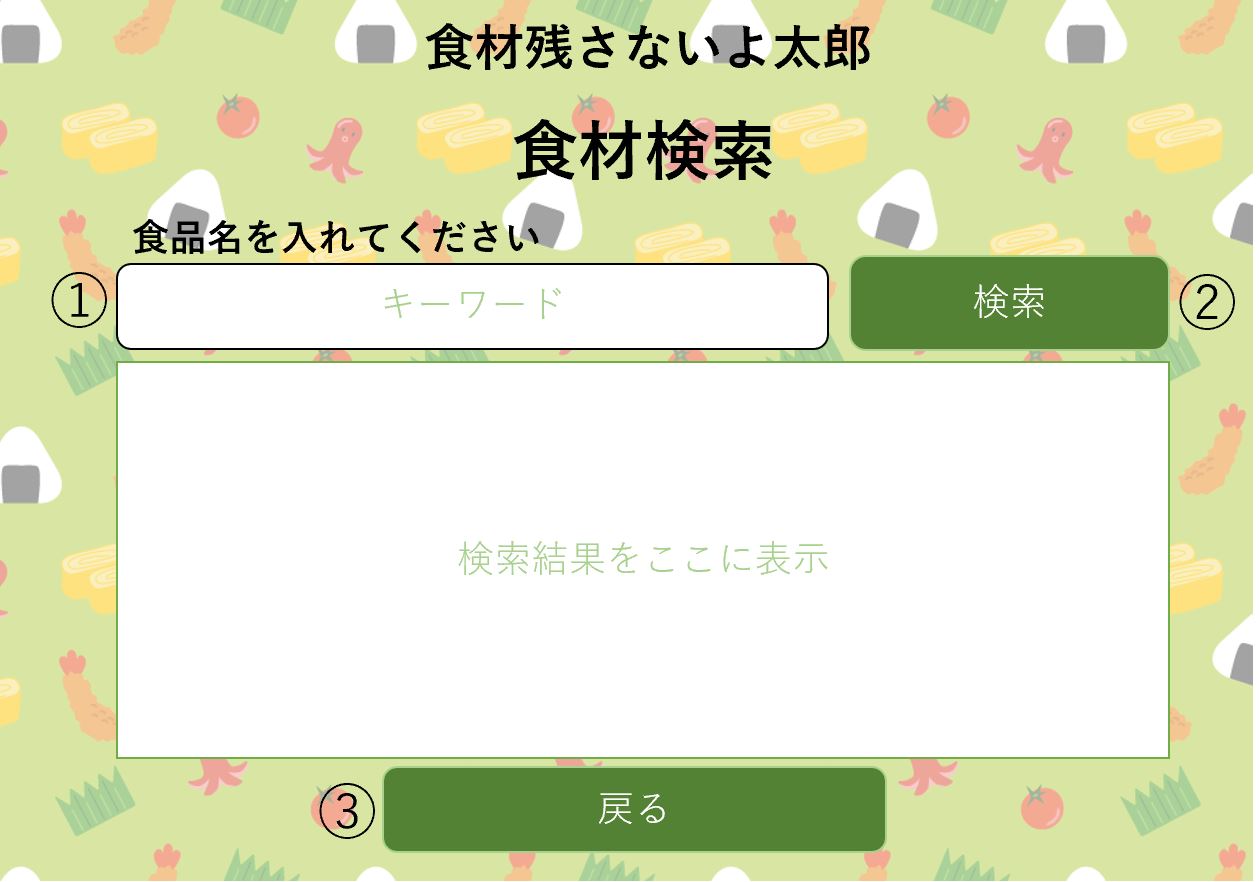 食材残さないよ太郎
食材検索
食品名を入れてください
① キーワード 検索 ②
検索結果をここに表示
③ 戻る